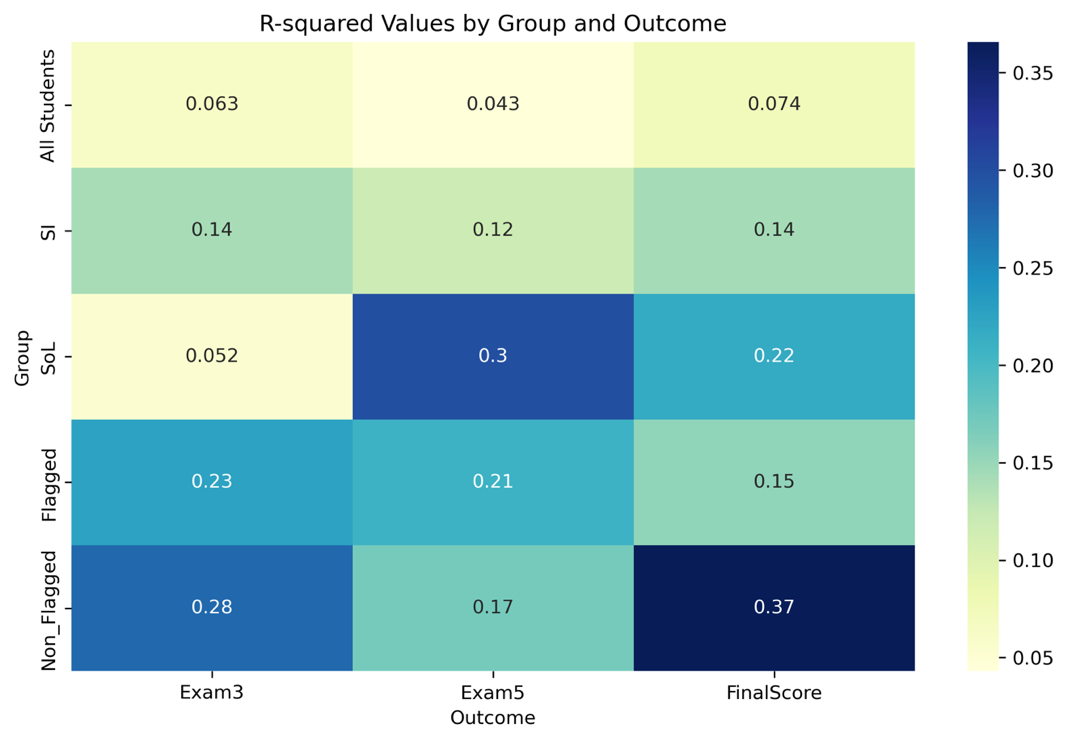 R-squared Values by Group and Outcome
All Students
0.063
0.043
0.074
SI
0.14
0.12
0.14
Group
SoL
0.052
0.3
0.22
Flagged
0.23
0.21
0.15
Non_Flagged
0.28
0.17
0.37
Exam3
Exam5
FinalScore
Outcome
0.35
0.30
0.25
0.20
0.15
0.10
0.05